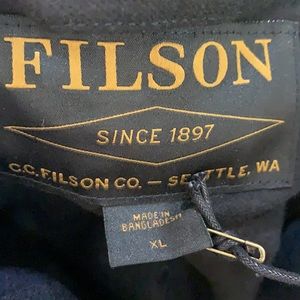 FILSON
SINCE 1897
C.C. FILSON CO. — SEATTLE, WA
MADE IN
BANGLADESH
XL